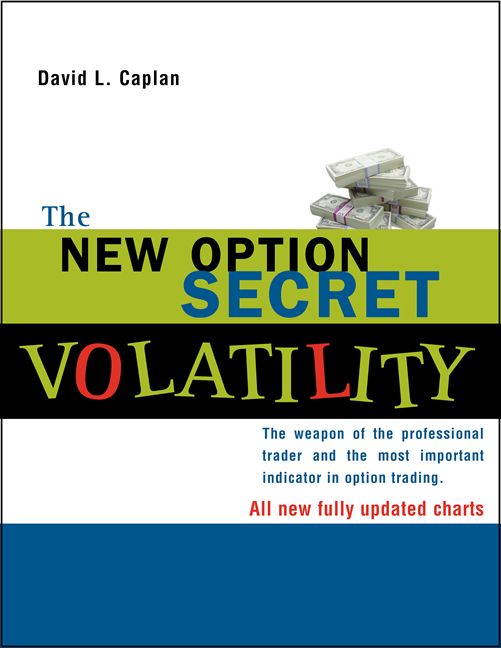 David L. Caplan
The
NEW OPTION
SECRET
VOLATILITY
The weapon of the professional
trader and the most important
indicator in option trading.
All new fully updated charts